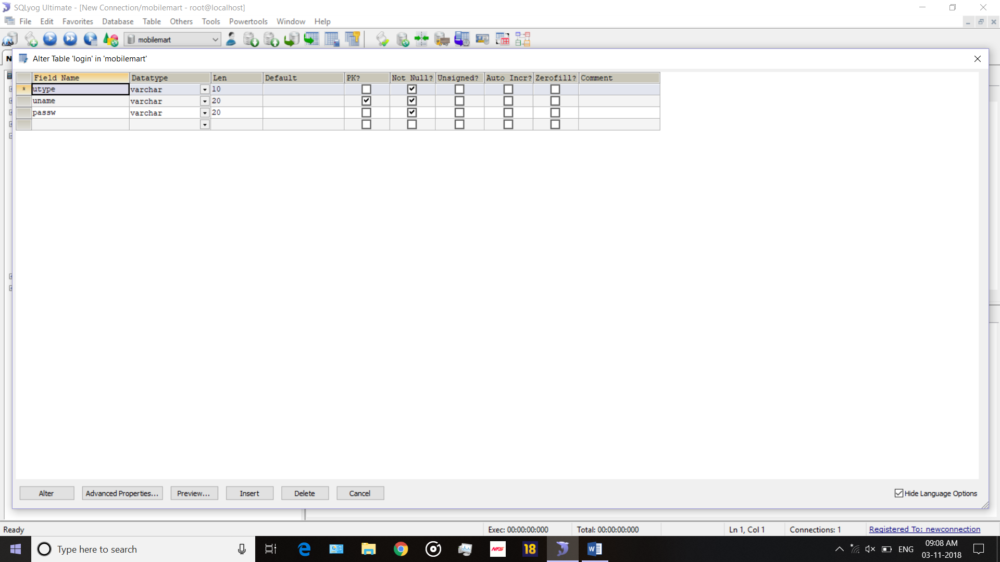 SQLyog Ultimate - [New Connection/mobilemart - root@localhost]
File Edit Favorites Database Table Others Tools Powertools Window Help
mobilemart
N
Alter Table 'login' in 'mobilemart'
Field Name Datatype Len Default PK? Not Null? Unsigned? Auto Incr? Zerofill? Comment
* utype varchar 10
uname varchar 20
passw varchar 20
Alter Advanced Properties... Preview... Insert Delete Cancel Hide Language Options
Ready Exec: 00:00:00:000 Total: 00:00:00:000 Ln 1, Col 1 Connections: 1 Registered To: newconnection
Type here to search NFS 18 W ENG 09:08 AM
03-11-2018